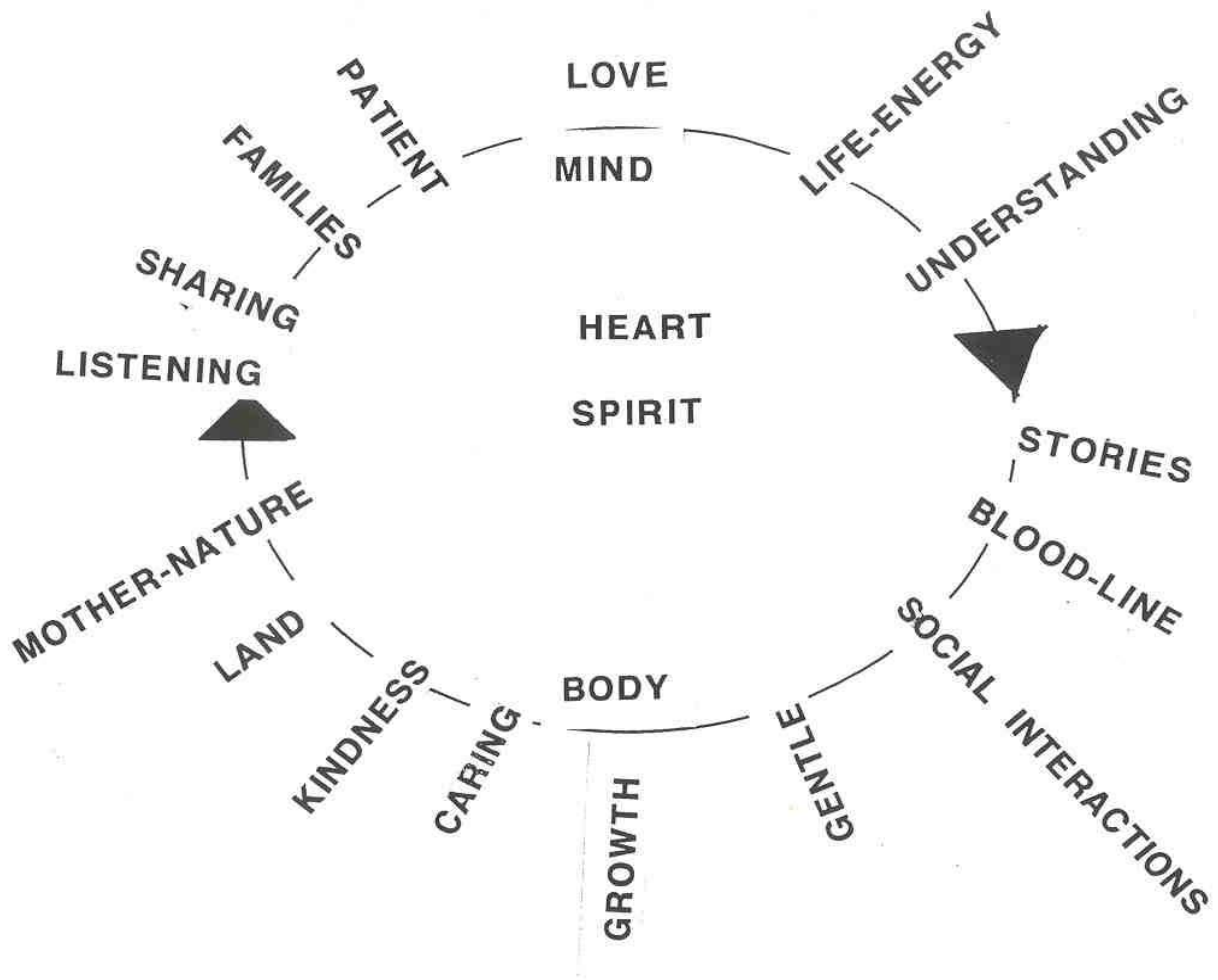 LOVE
LIFE-ENERGY
UNDERSTANDING
STORIES
BLOOD-LINE
SOCIAL INTERACTIONS
GENTLE
GROWTH
CARING
KINDNESS
LAND
MOTHER-NATURE
LISTENING
SHARING
FAMILIES
PATIENT
MIND
HEART
SPIRIT
BODY